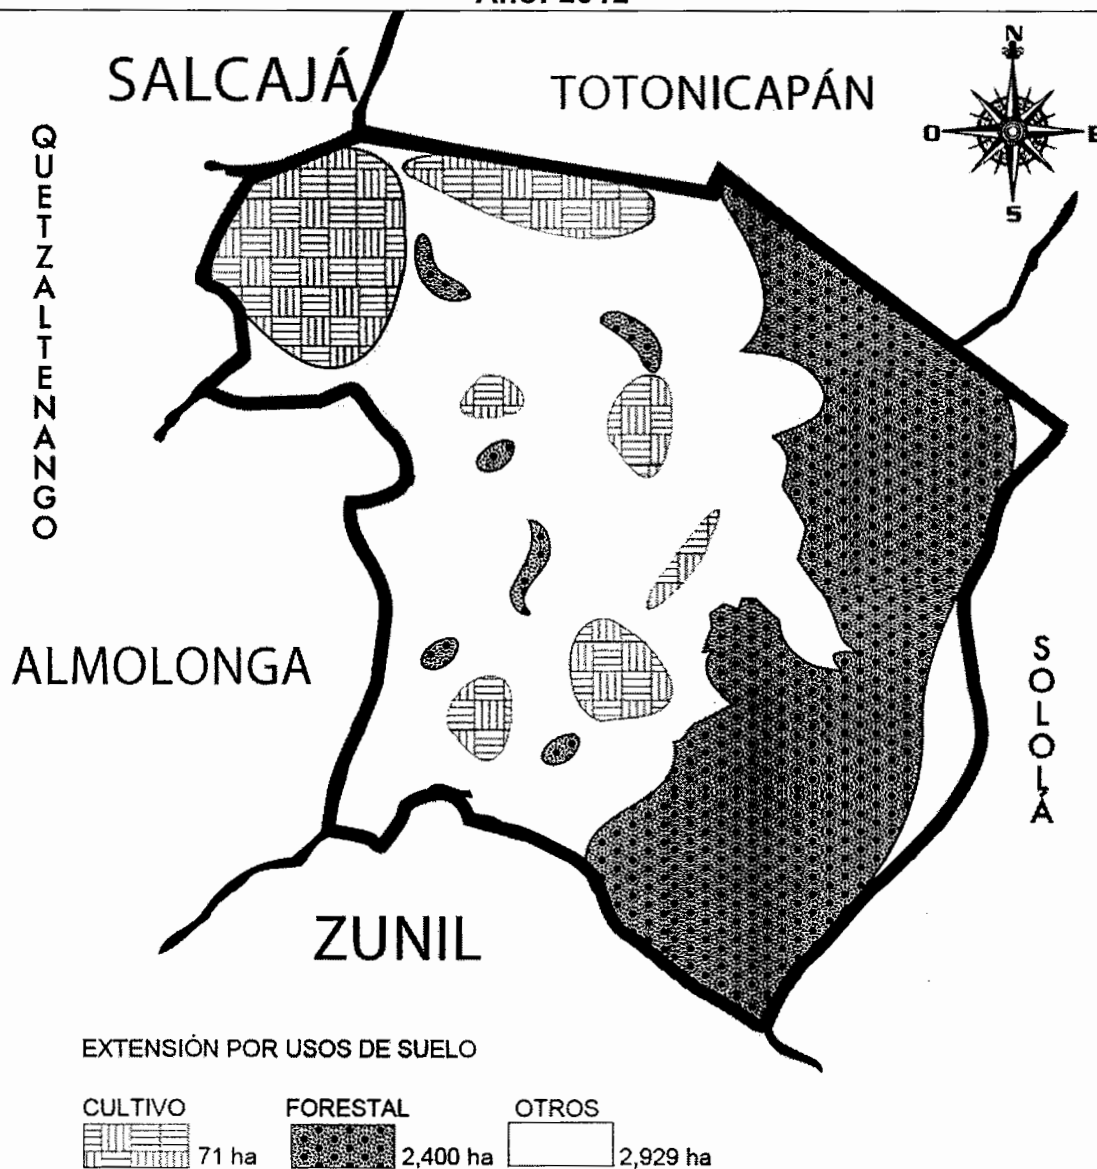 SALCAJÁ
TOTONICAPÁN
N
O
E
S
QUETZALTENANGO
ALMOLONGA
SOLOLÁ
ZUNIL
EXTENSIÓN POR USOS DE SUELO
CULTIVO FORESTAL OTROS
71 ha 2,400 ha 2,929 ha